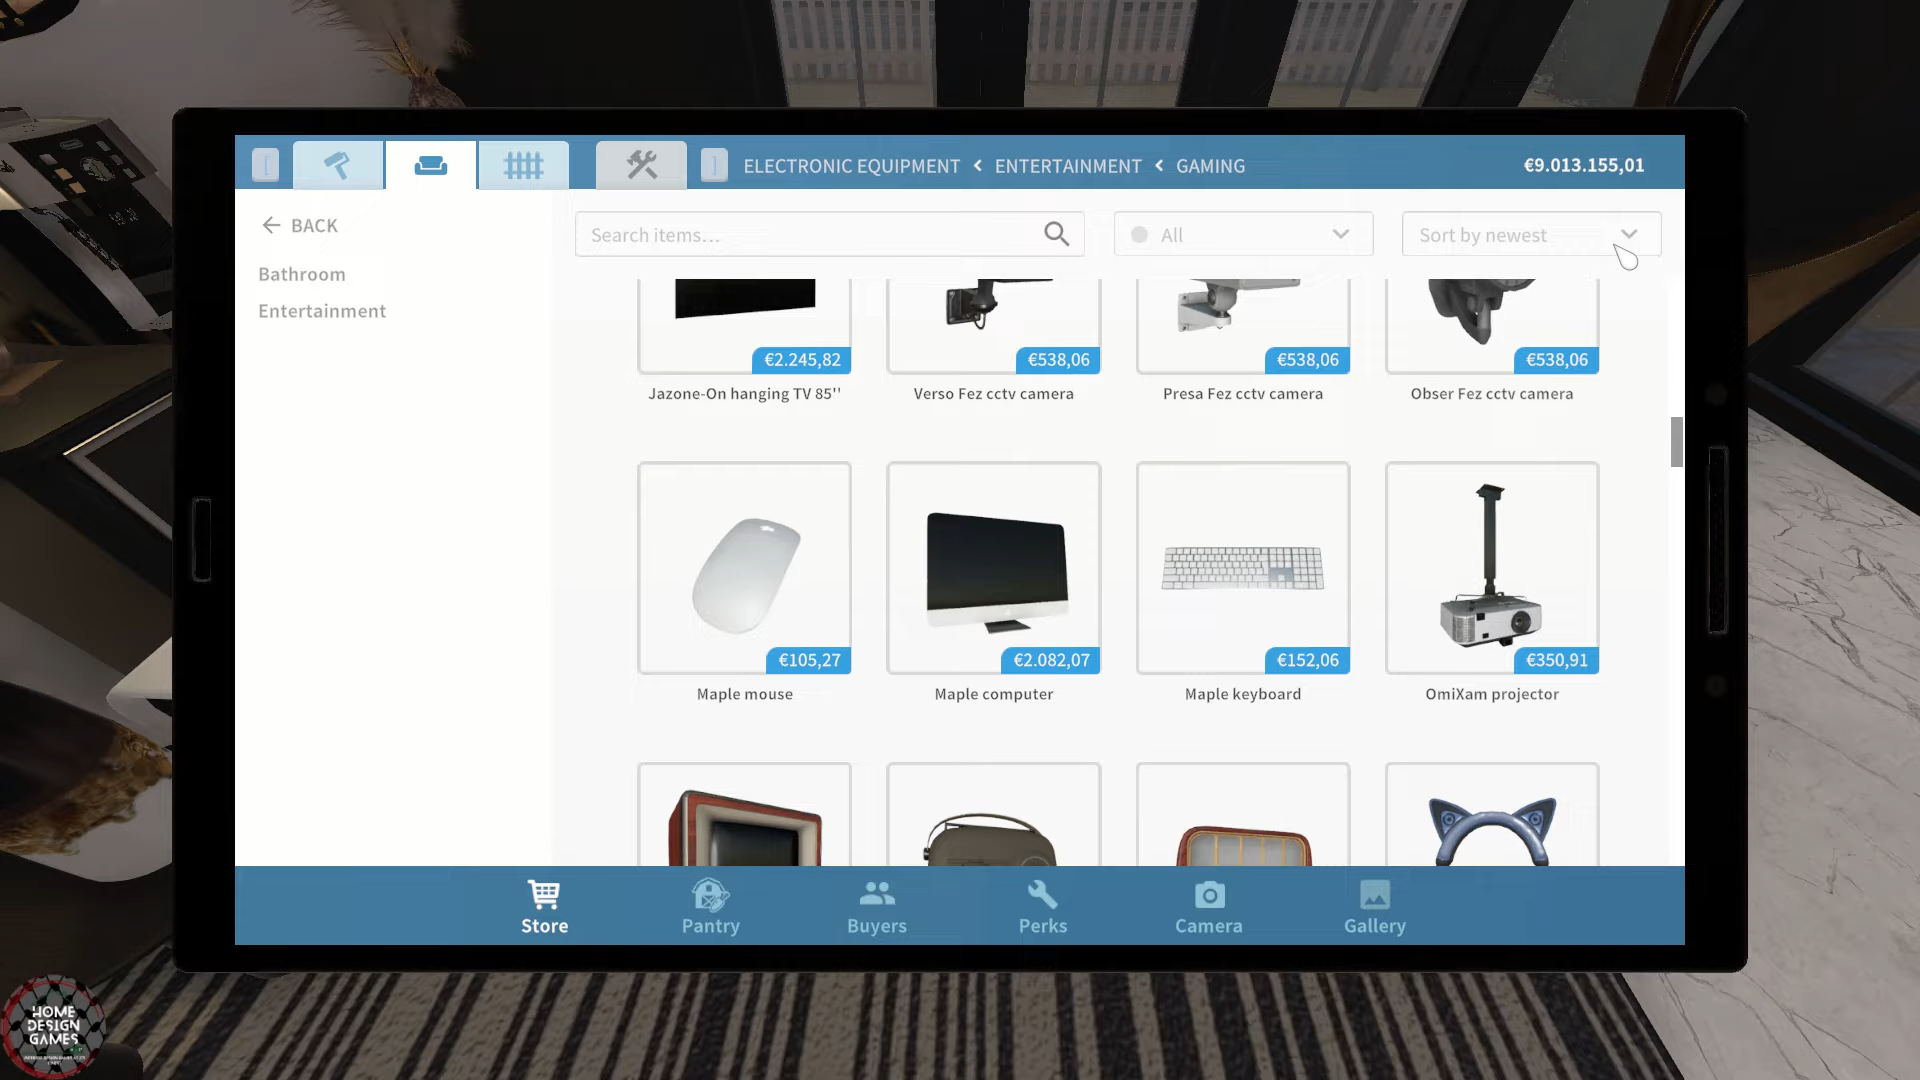 ELECTRONIC EQUIPMENT < ENTERTAINMENT < GAMING
€9.013.155,01
BACK
Search items...
All
Sort by newest
Bathroom
Entertainment
€2.245,82
€538,06
€538,06
€538,06
Jazone-On hanging TV 85''
Verso Fez cctv camera
Presa Fez cctv camera
Obser Fez cctv camera
€105,27
€2.082,07
€152,06
€350,91
Maple mouse
Maple computer
Maple keyboard
OmiXam projector
Store
Pantry
Buyers
Perks
Camera
Gallery
HOME
DESIGN
GAMES